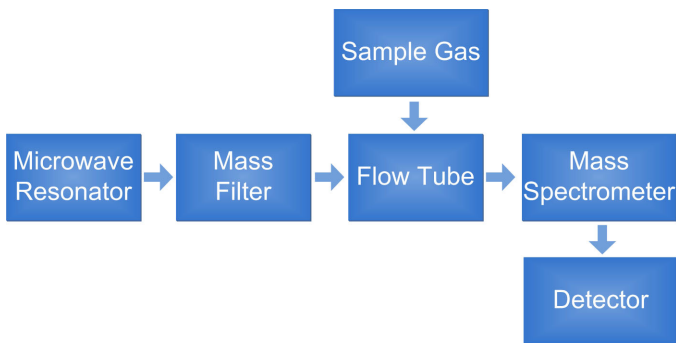 Sample Gas
Microwave
Resonator
Mass
Filter
Flow Tube
Mass
Spectrometer
Detector